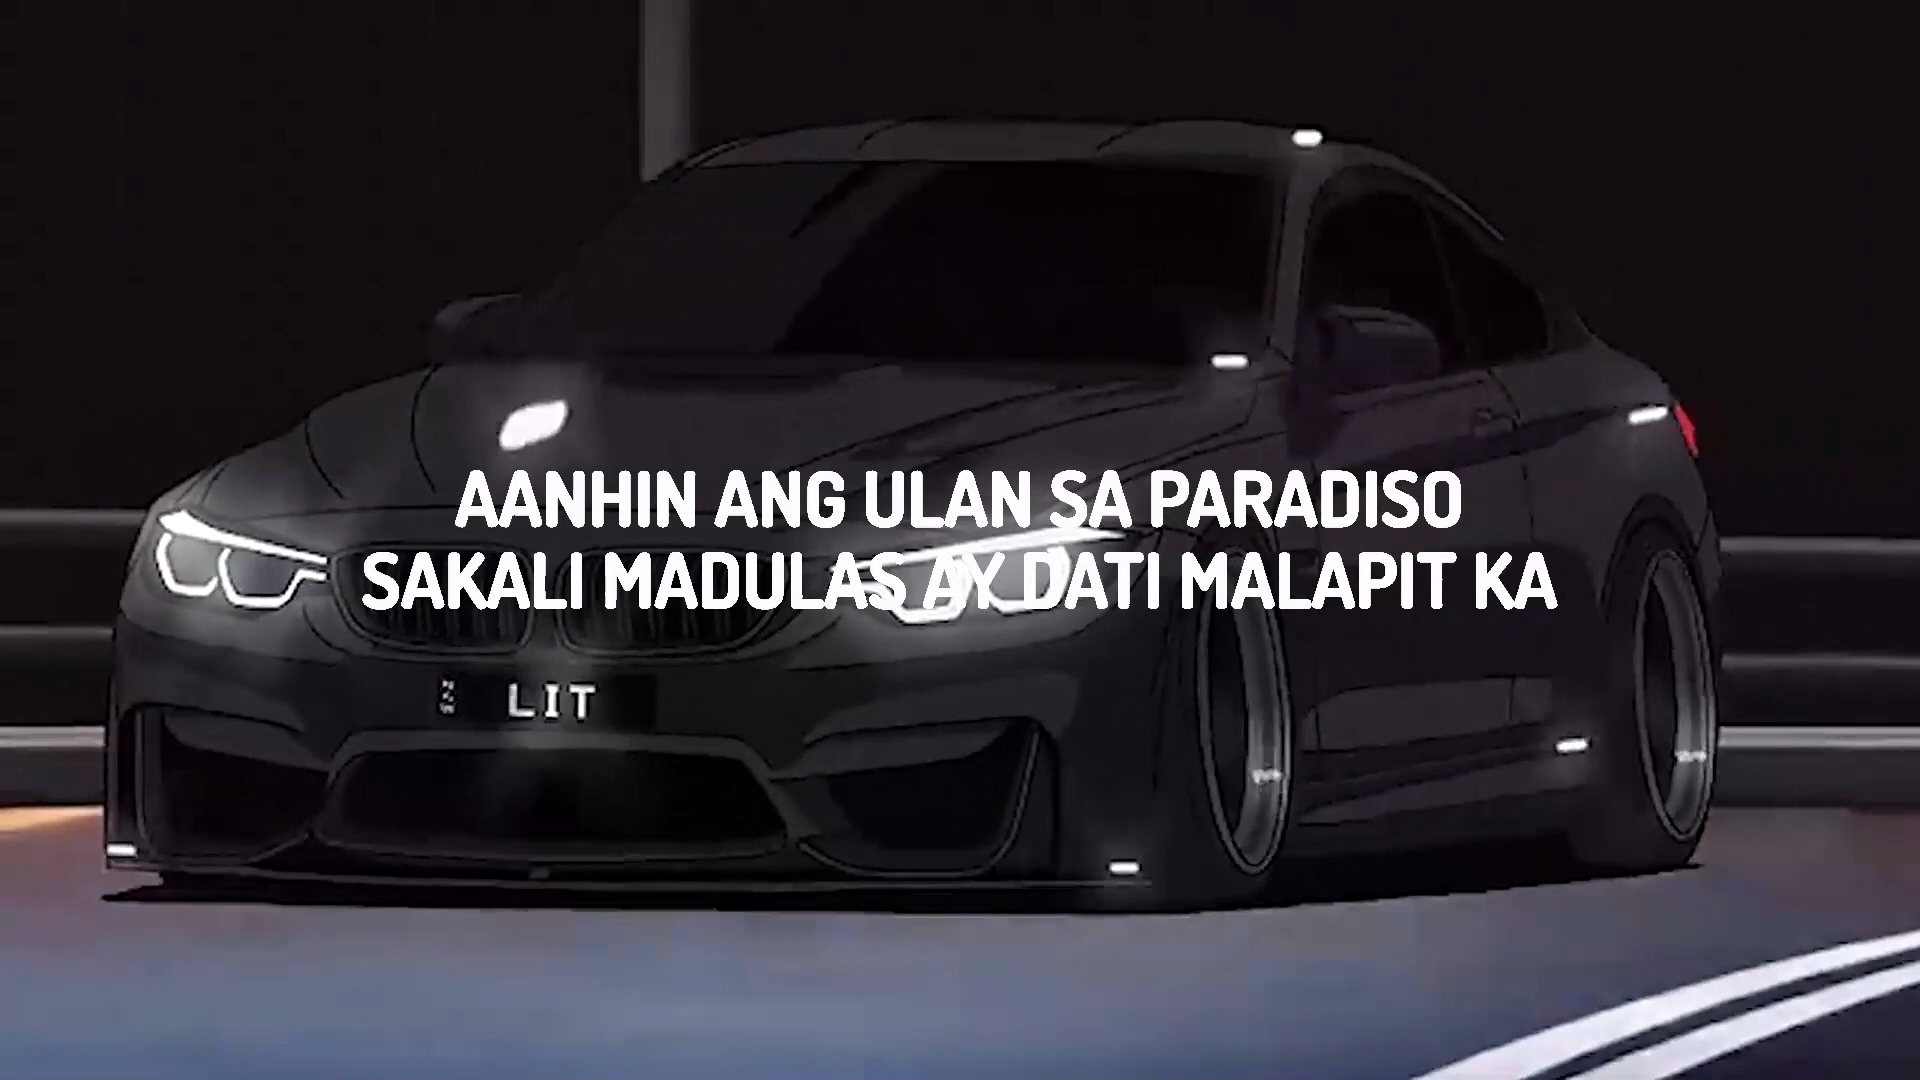 AANHIN ANG ULAN SA PARADISO
SAKALI MADULAS AY DATI MALAPIT KA
LIT